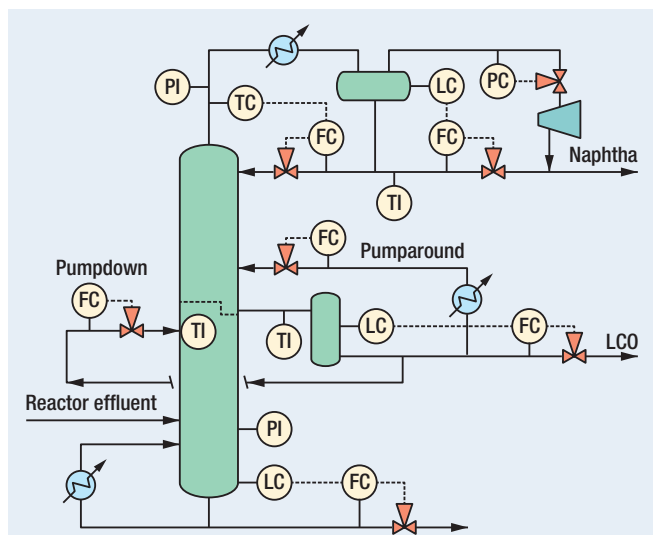 PI
TC
FC
LC
FC
PC
Naphtha
TI
FC
Pumparound
Pumpdown
FC
TI
TI
LC
FC
LCO
Reactor effluent
PI
LC
FC